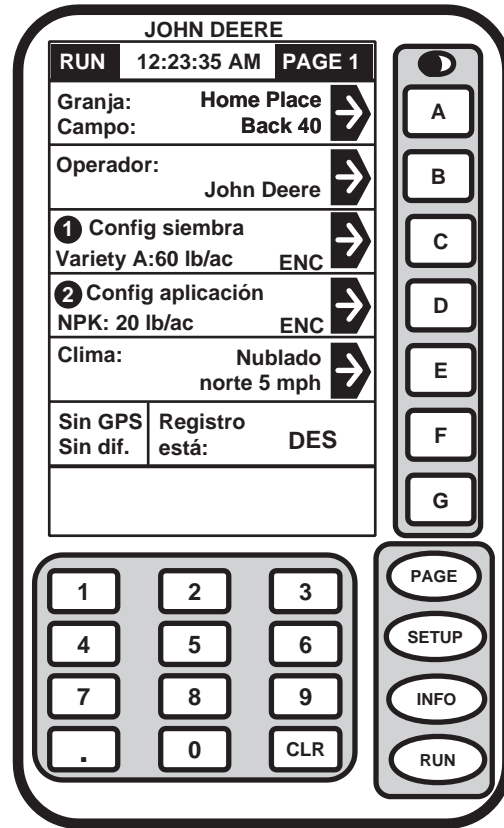 JOHN DEERE
RUN 12:23:35 AM PAGE 1
Granja: Home Place
Campo: Back 40
Operador:
John Deere
1 Config siembra
Variety A:60 lb/ac ENC
2 Config aplicación
NPK: 20 lb/ac ENC
Clima: Nublado
norte 5 mph
Sin GPS Registro
Sin dif. está: DES
A
B
C
D
E
F
G
1 2 3
4 5 6
7 8 9
. 0 CLR
PAGE
SETUP
INFO
RUN